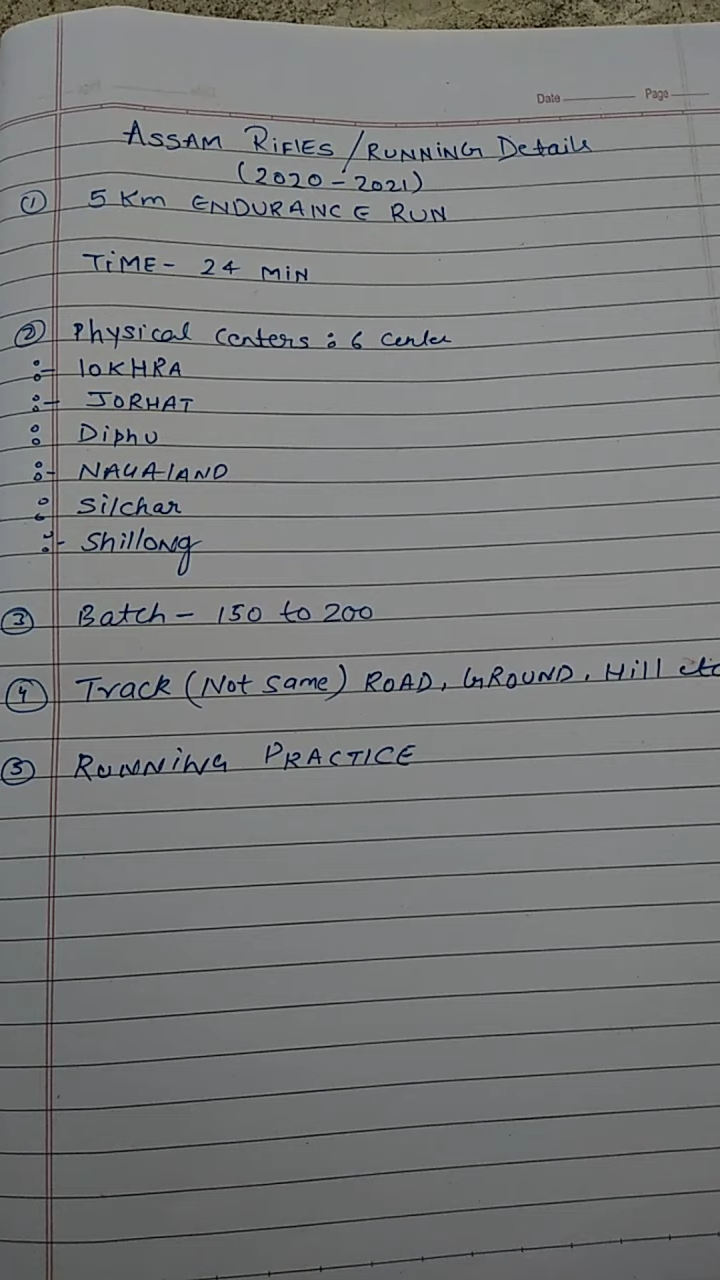 Date Page
ASSAM RIFIES / RUNNING Details
(2020-2021)
① 5 Km ENDURANCE RUN
TiME- 24 MiN
② Physical Centers : 6 Center
:- lOKHRA
:- JORHAT
: Diphu
:- NAGAlAND
: Silchar
:- Shillong
③ Batch - 150 to 200
④ Track (Not same) ROAD, GROUND, Hill etc
⑤ RUNNiNG PRACTICE